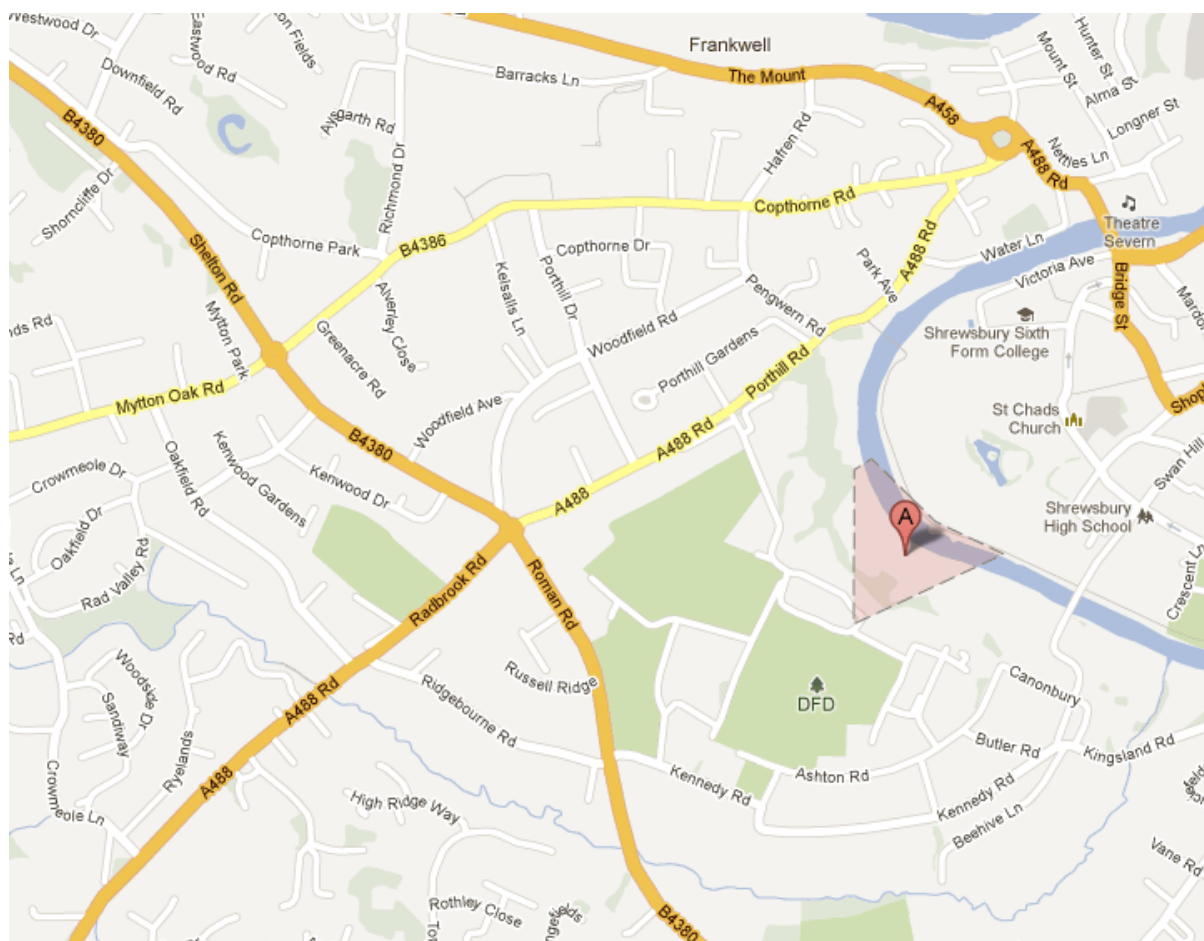 Westwood Dr
Eastwood Rd
Downfield Rd
B4380
Shorncliffe Dr
Aysgarth Rd
Richmond Dr
Copthorne Park
Barracks Ln
Frankwell
The Mount
A458
Hafren Rd
Mount St
Hunter St
Alma St
Longner St
Nettles Ln
A488 Rd
Theatre
Severn
Water Ln
Victoria Ave
Bridge St
Copthorne Rd
B4386
Copthorne Dr
Kelsalls Ln
Porthill Dr
Pengwern Rd
Park Ave
A488 Rd
Shrewsbury Sixth
Form College
Shelton Rd
Mytton Park
Greenacre Rd
Alverley Close
Woodfield Rd
Porthill Gardens
Porthill Rd
Mytton Oak Rd
Woodfield Ave
B4380
A488 Rd
A488
St Chads
Church
Swan Hill
Shrewsbury
High School
Crescent Ln
A
Crowmeole Dr
Oakfield Rd
Kenwood Gardens
Kenwood Dr
Oakfield Dr
Rad Valley Rd
Radbrook Rd
Roman Rd
Russell Ridge
Ridgebourne Rd
DFD
Canonbury
Woodside Dr
Sandiway
Ryelands
A488 Rd
A488
Crowmeole Ln
High Ridge Way
Kennedy Rd
Ashton Rd
Butler Rd
Kingsland Rd
Kennedy Rd
Beehive Ln
Vane Rd
Rothley Close
B4380